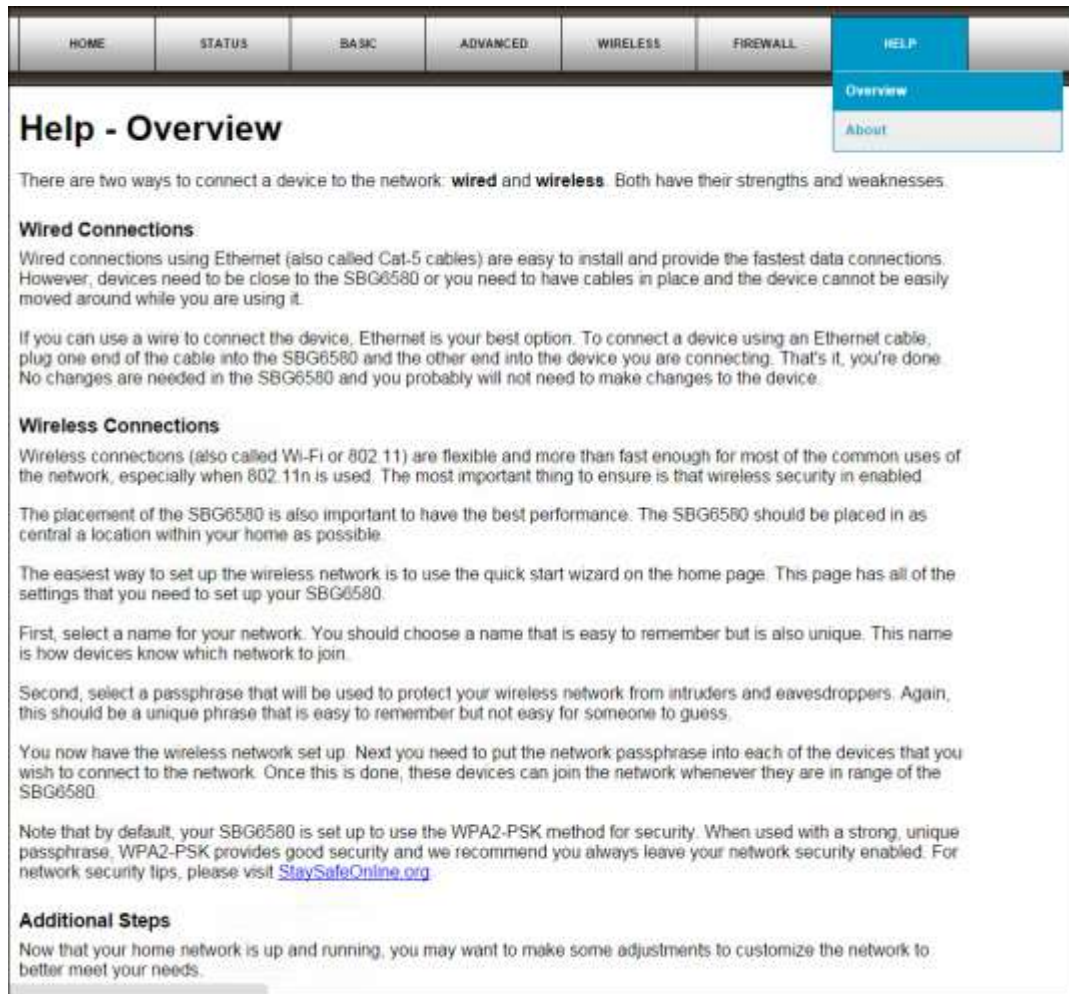 HOME STATUS BASIC ADVANCED WIRELESS FIREWALL HELP
Overview
About
Help - Overview
There are two ways to connect a device to the network: wired and wireless. Both have their strengths and weaknesses.
Wired Connections
Wired connections using Ethernet (also called Cat-5 cables) are easy to install and provide the fastest data connections.
However, devices need to be close to the SBG6580 or you need to have cables in place and the device cannot be easily
moved around while you are using it.
If you can use a wire to connect the device, Ethernet is your best option. To connect a device using an Ethernet cable,
plug one end of the cable into the SBG6580 and the other end into the device you are connecting. That's it, you're done.
No changes are needed in the SBG6580 and you probably will not need to make changes to the device.
Wireless Connections
Wireless connections (also called Wi-Fi or 802.11) are flexible and more than fast enough for most of the common uses of
the network, especially when 802.11n is used. The most important thing to ensure is that wireless security in enabled.
The placement of the SBG6580 is also important to have the best performance. The SBG6580 should be placed in as
central a location within your home as possible.
The easiest way to set up the wireless network is to use the quick start wizard on the home page. This page has all of the
settings that you need to set up your SBG6580.
First, select a name for your network. You should choose a name that is easy to remember but is also unique. This name
is how devices know which network to join.
Second, select a passphrase that will be used to protect your wireless network from intruders and eavesdroppers. Again,
this should be a unique phrase that is easy to remember but not easy for someone to guess.
You now have the wireless network set up. Next you need to put the network passphrase into each of the devices that you
wish to connect to the network. Once this is done, these devices can join the network whenever they are in range of the
SBG6580.
Note that by default, your SBG6580 is set up to use the WPA2-PSK method for security. When used with a strong, unique
passphrase, WPA2-PSK provides good security and we recommend you always leave your network security enabled. For
network security tips, please visit StaySafeOnline.org
Additional Steps
Now that your home network is up and running, you may want to make some adjustments to customize the network to
better meet your needs.